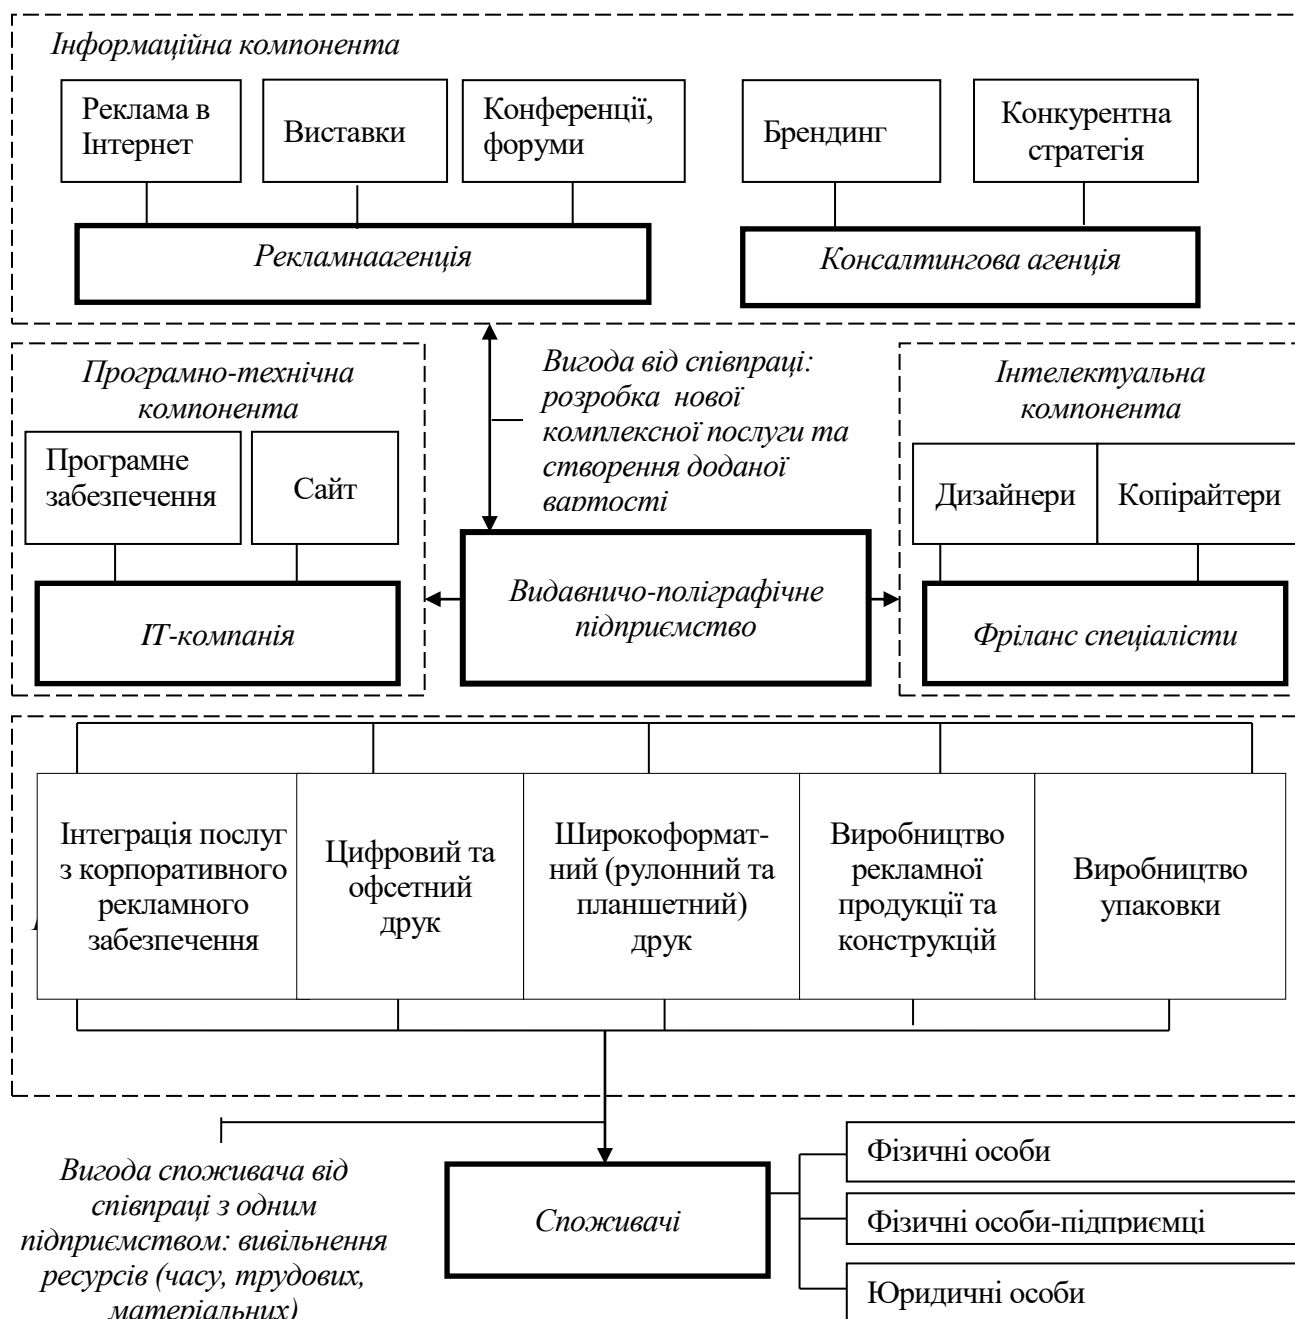 Інформаційна компонента
Реклама в
Інтернет
Виставки
Конференції,
форуми
Брендинг
Конкурентна
стратегія
Рекламнаагенція
Консалтингова агенція
Програмно-технічна
компонента
Програмне
забезпечення
Сайт
ІТ-компанія
Вигода від співпраці:
розробка нової
комплексної послуги та
створення доданої
вартості
Видавничо-поліграфічне
підприємство
Інтелектуальна
компонента
Дизайнери
Копірайтери
Фріланс спеціалісти
Інтеграція послуг
з корпоративного
рекламного
забезпечення
Цифровий та
офсетний
друк
Широкоформат-
ний (рулонний та
планшетний)
друк
Виробництво
рекламної
продукції та
конструкцій
Виробництво
упаковки
Вигода споживача від
співпраці з одним
підприємством: вивільнення
ресурсів (часу, трудових,
матеріальних)
Споживачі
Фізичні особи
Фізичні особи-підприємці
Юридичні особи